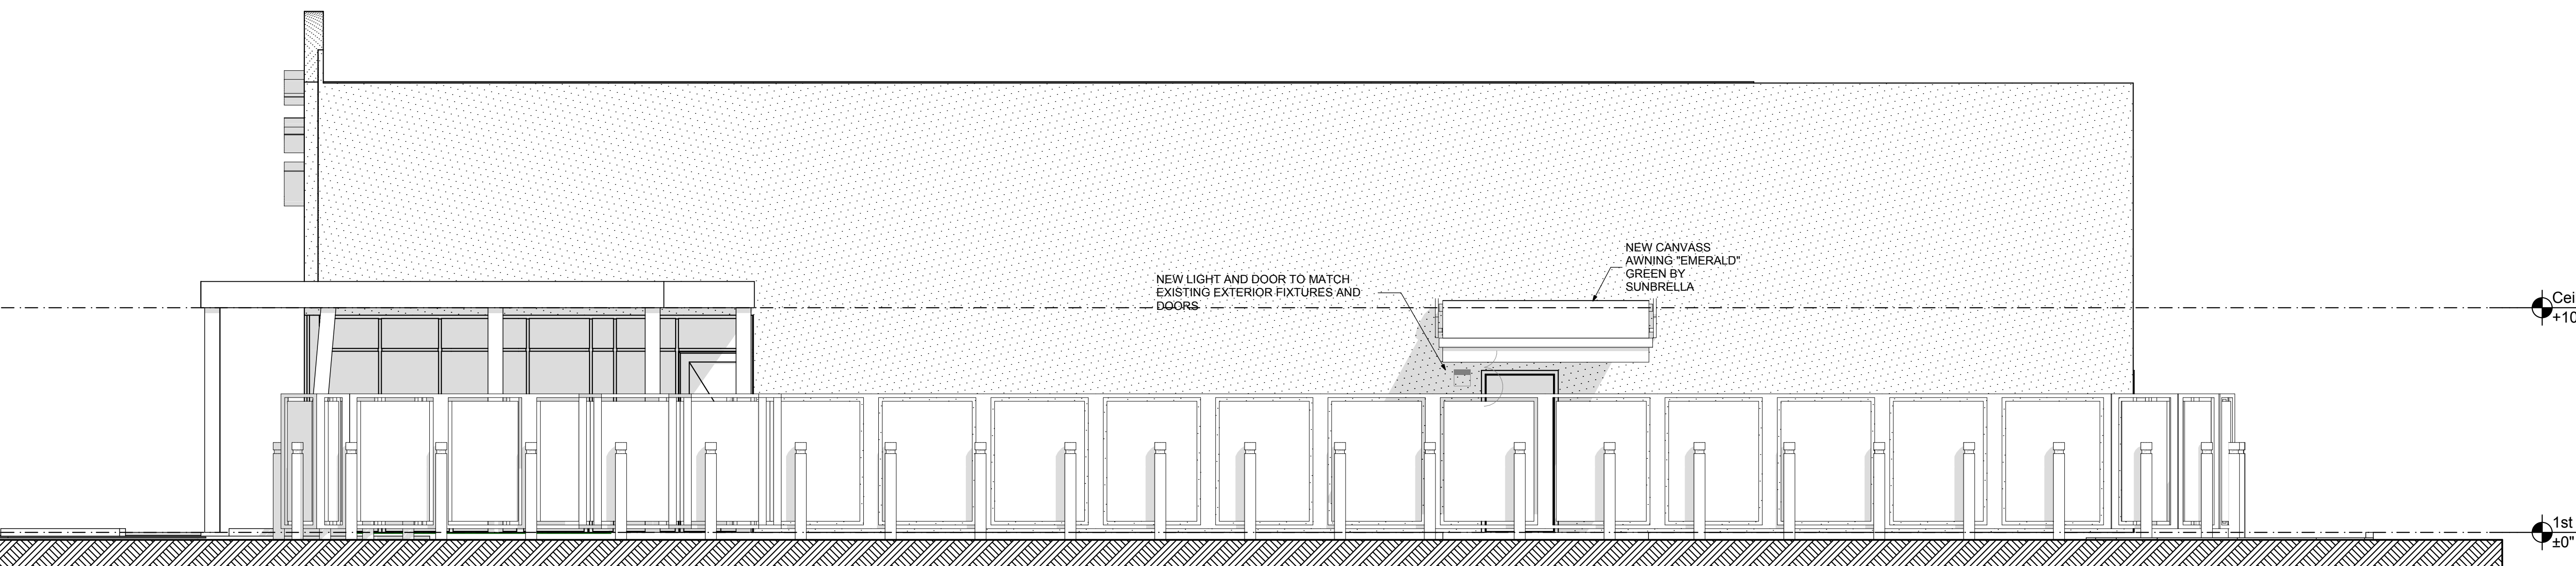 NEW CANVASS
AWNING "EMERALD"
GREEN BY
SUNBRELLA
NEW LIGHT AND DOOR TO MATCH
EXISTING EXTERIOR FIXTURES AND
DOORS
1st
±0"